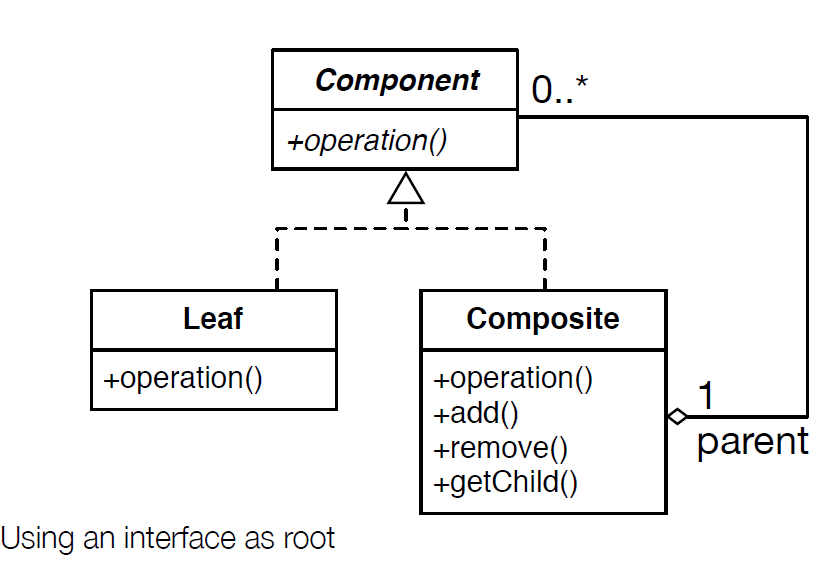 Component
0..*
+operation()
Leaf
Composite
+operation()
+operation()
+add()
+remove()
+getChild()
1
parent
Using an interface as root